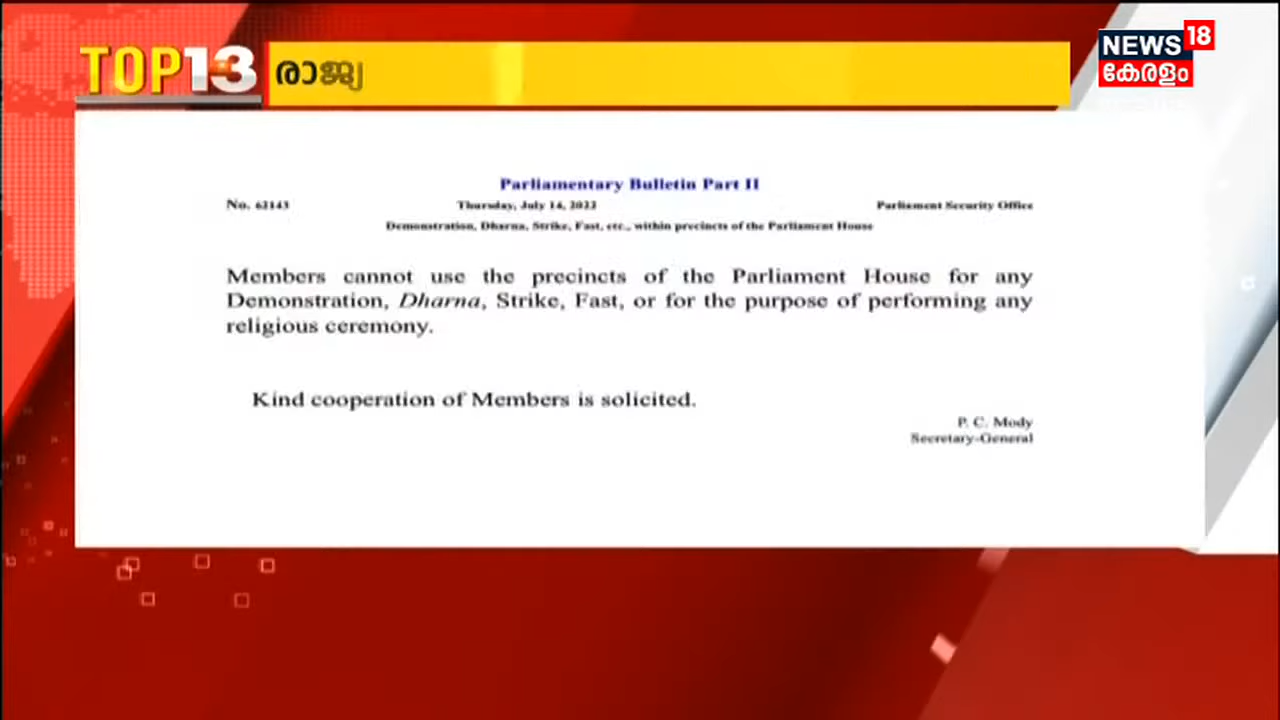 TOP13
രാജ്യ
NEWS18
കേരളം
Parliamentary Bulletin Part II
No. 62143 Thursday, July 14, 2022 Parliament Security Office
Demonstration, Dharna, Strike, Fast, etc., within precincts of the Parliament House
Members cannot use the precincts of the Parliament House for any
Demonstration, Dharna, Strike, Fast, or for the purpose of performing any
religious ceremony.
Kind cooperation of Members is solicited.
P. C. Mody
Secretary-General